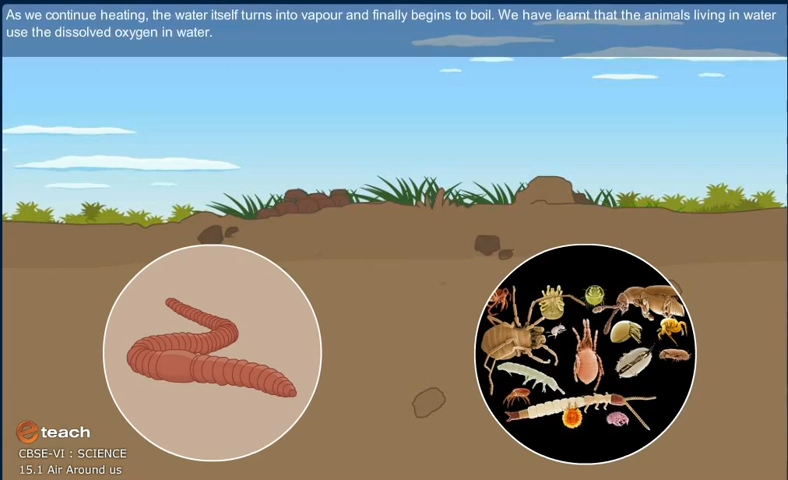 As we continue heating, the water itself turns into vapour and finally begins to boil. We have learnt that the animals living in water
use the dissolved oxygen in water.
e teach
CBSE-VI : SCIENCE
15.1 Air Around us